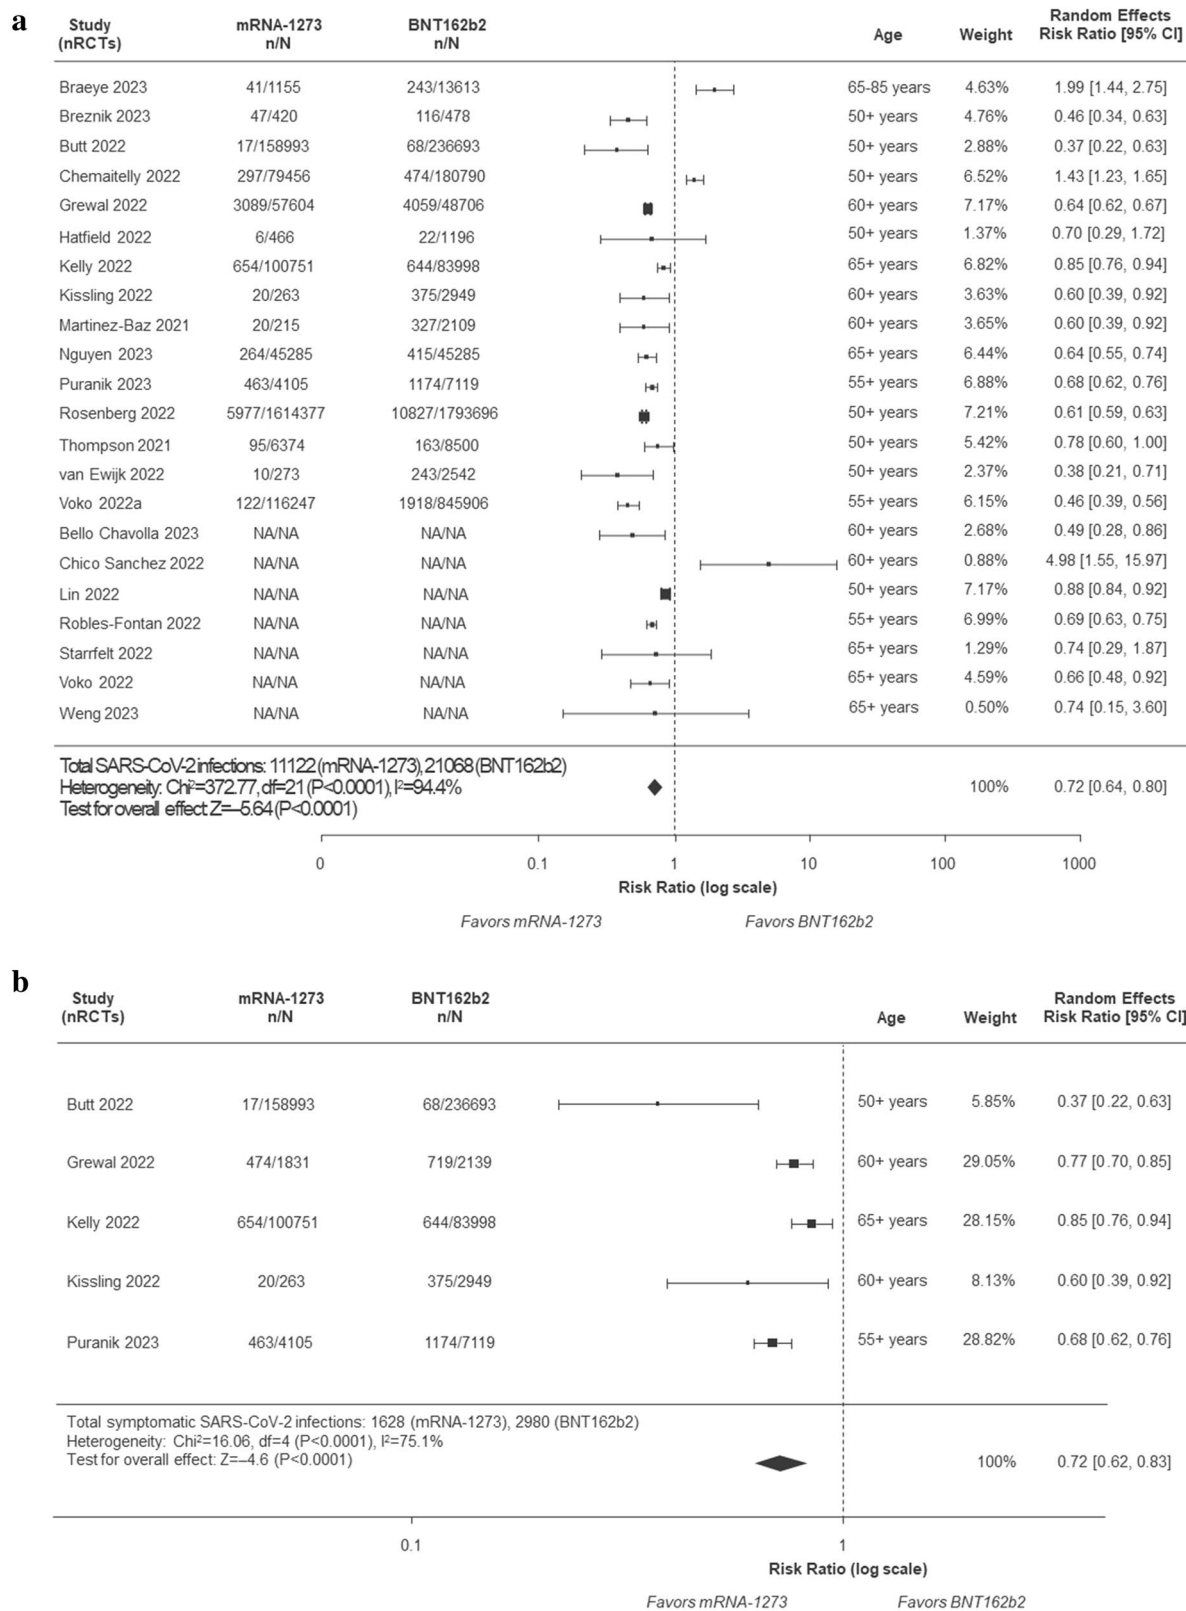 a
Study mRNA-1273 BNT162b2 Random Effects
(nRCTs) n/N n/N Age Weight Risk Ratio [95% CI]
Braeye 2023 41/1155 243/13613 65-85 years 4.63% 1.99 [1.44, 2.75]
Breznik 2023 47/420 116/478 50+ years 4.76% 0.46 [0.34, 0.63]
Butt 2022 17/158993 68/236693 50+ years 2.88% 0.37 [0.22, 0.63]
Chemaitelly 2022 297/79456 474/180790 50+ years 6.52% 1.43 [1.23, 1.65]
Grewal 2022 3089/57604 4059/48706 60+ years 7.17% 0.64 [0.62, 0.67]
Hatfield 2022 6/466 22/1196 50+ years 1.37% 0.70 [0.29, 1.72]
Kelly 2022 654/100751 644/83998 65+ years 6.82% 0.85 [0.76, 0.94]
Kissling 2022 20/263 375/2949 60+ years 3.63% 0.60 [0.39, 0.92]
Martinez-Baz 2021 20/215 327/2109 60+ years 3.65% 0.60 [0.39, 0.92]
Nguyen 2023 264/45285 415/45285 65+ years 6.44% 0.64 [0.55, 0.74]
Puranik 2023 463/4105 1174/7119 55+ years 6.88% 0.68 [0.62, 0.76]
Rosenberg 2022 5977/1614377 10827/1793696 50+ years 7.21% 0.61 [0.59, 0.63]
Thompson 2021 95/6374 163/8500 50+ years 5.42% 0.78 [0.60, 1.00]
van Ewijk 2022 10/273 243/2542 50+ years 2.37% 0.38 [0.21, 0.71]
Voko 2022a 122/116247 1918/845906 55+ years 6.15% 0.46 [0.39, 0.56]
Bello Chavolla 2023 NA/NA NA/NA 60+ years 2.68% 0.49 [0.28, 0.86]
Chico Sanchez 2022 NA/NA NA/NA 60+ years 0.88% 4.98 [1.55, 15.97]
Lin 2022 NA/NA NA/NA 50+ years 7.17% 0.88 [0.84, 0.92]
Robles-Fontan 2022 NA/NA NA/NA 55+ years 6.99% 0.69 [0.63, 0.75]
Starrfelt 2022 NA/NA NA/NA 65+ years 1.29% 0.74 [0.29, 1.87]
Voko 2022 NA/NA NA/NA 65+ years 4.59% 0.66 [0.48, 0.92]
Weng 2023 NA/NA NA/NA 65+ years 0.50% 0.74 [0.15, 3.60]
Total SARS-CoV-2 infections: 11122 (mRNA-1273), 21068 (BNT162b2)
Heterogeneity: Chi²=372.77, df=21 (P<0.0001), I²=94.4% 100% 0.72 [0.64, 0.80]
Test for overall effect: Z=–5.64 (P<0.0001)
0 0.1 1 10 100 1000
Risk Ratio (log scale)
Favors mRNA-1273 Favors BNT162b2
b
Study mRNA-1273 BNT162b2 Random Effects
(nRCTs) n/N n/N Age Weight Risk Ratio [95% CI]
Butt 2022 17/158993 68/236693 50+ years 5.85% 0.37 [0.22, 0.63]
Grewal 2022 474/1831 719/2139 60+ years 29.05% 0.77 [0.70, 0.85]
Kelly 2022 654/100751 644/83998 65+ years 28.15% 0.85 [0.76, 0.94]
Kissling 2022 20/263 375/2949 60+ years 8.13% 0.60 [0.39, 0.92]
Puranik 2023 463/4105 1174/7119 55+ years 28.82% 0.68 [0.62, 0.76]
Total symptomatic SARS-CoV-2 infections: 1628 (mRNA-1273), 2980 (BNT162b2)
Heterogeneity: Chi²=16.06, df=4 (P<0.0001), I²=75.1%
Test for overall effect: Z=–4.6 (P<0.0001) 100% 0.72 [0.62, 0.83]
0.1 1
Risk Ratio (log scale)
Favors mRNA-1273 Favors BNT162b2